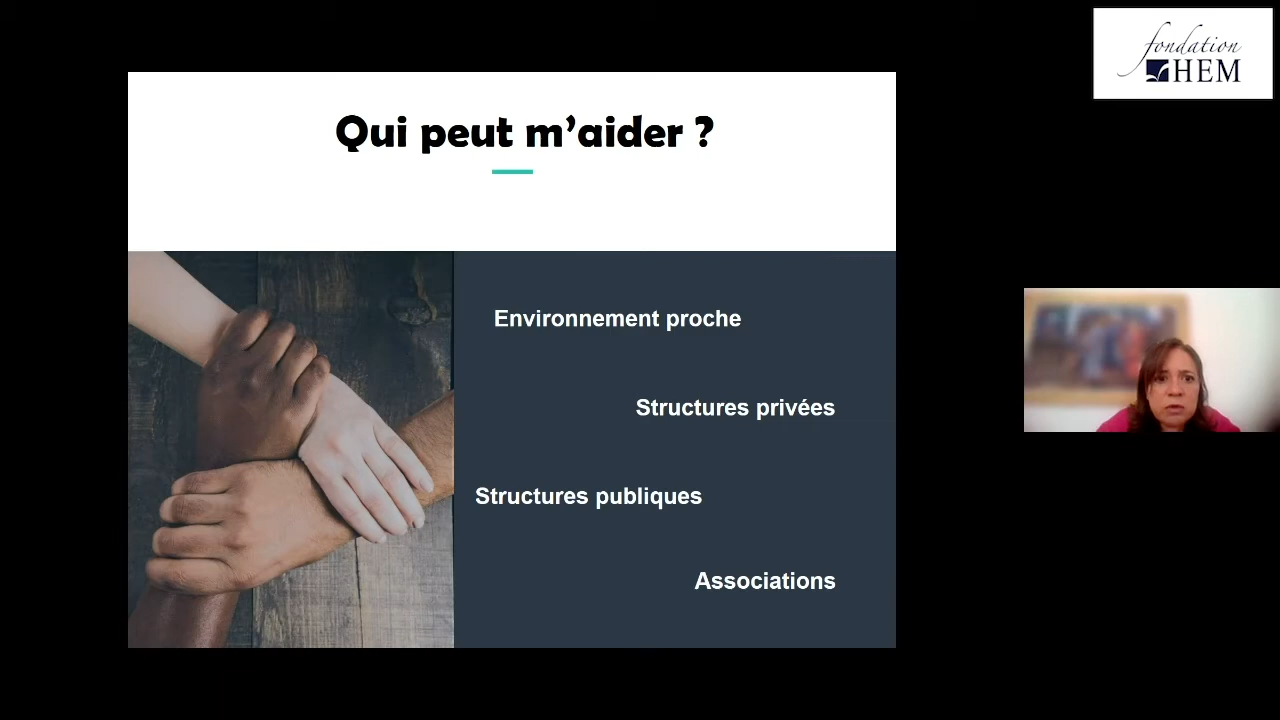 fondation
HEM
Qui peut m’aider ?
Environnement proche
Structures privées
Structures publiques
Associations